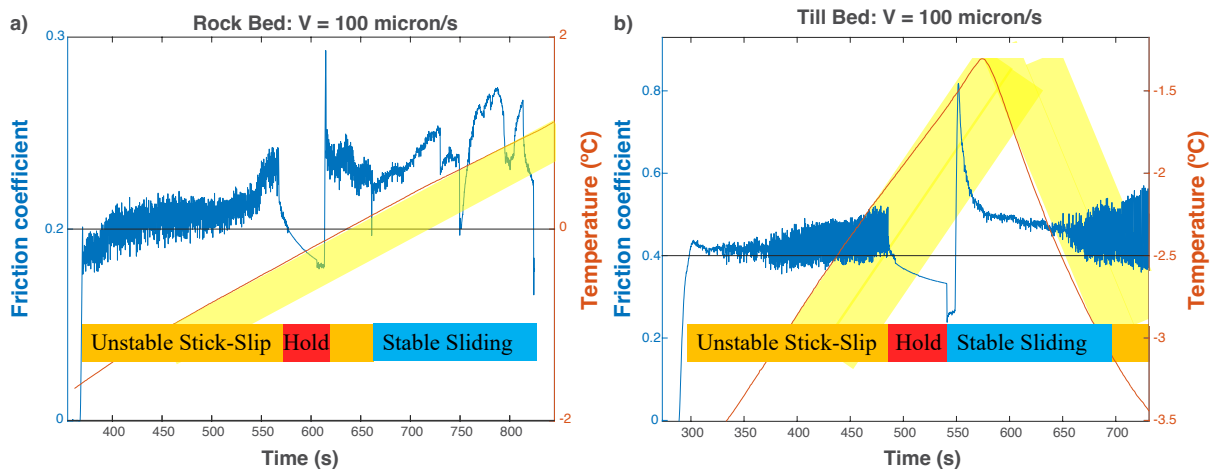 a)
Rock Bed: V = 100 micron/s
0.3
0.2
0
Friction coefficient
2
0
-2
Temperature (ºC)
Unstable Stick-Slip
Hold
Stable Sliding
400 450 500 550 600 650 700 750 800
Time (s)
b)
Till Bed: V = 100 micron/s
0.8
0.6
0.4
0.2
0
Friction coefficient
-1.5
-2
-2.5
-3
-3.5
Temperature (ºC)
Unstable Stick-Slip
Hold
Stable Sliding
300 350 400 450 500 550 600 650 700
Time (s)